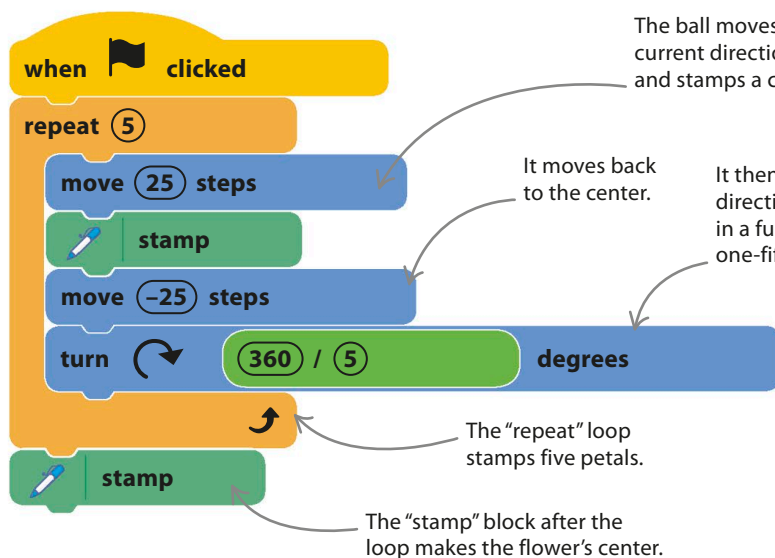 The ball moves
current directio
and stamps a c
when clicked
repeat 5
move 25 steps
It moves back
to the center.
It then
directi
in a fu
one-fif
stamp
move –25 steps
turn 360 / 5 degrees
The “repeat” loop
stamps five petals.
stamp
The “stamp” block after the
loop makes the flower’s center.